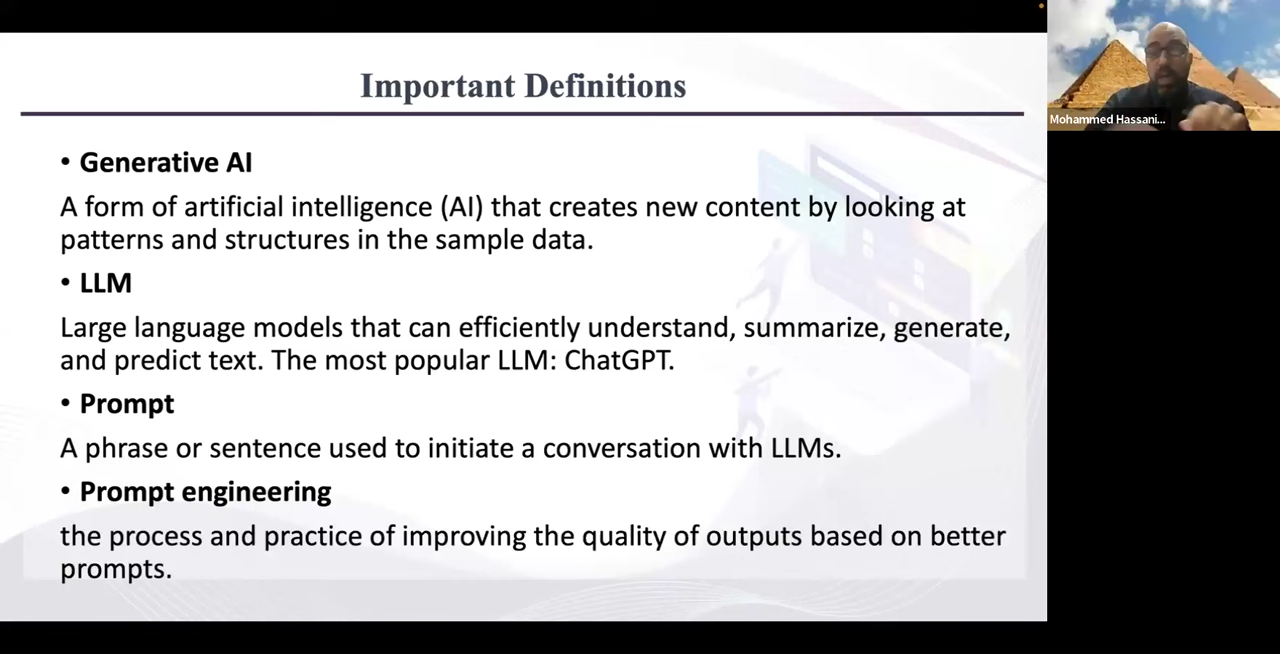 Important Definitions
• Generative AI
A form of artificial intelligence (AI) that creates new content by looking at
patterns and structures in the sample data.
• LLM
Large language models that can efficiently understand, summarize, generate,
and predict text. The most popular LLM: ChatGPT.
• Prompt
A phrase or sentence used to initiate a conversation with LLMs.
• Prompt engineering
the process and practice of improving the quality of outputs based on better
prompts.
Mohammed Hassani...